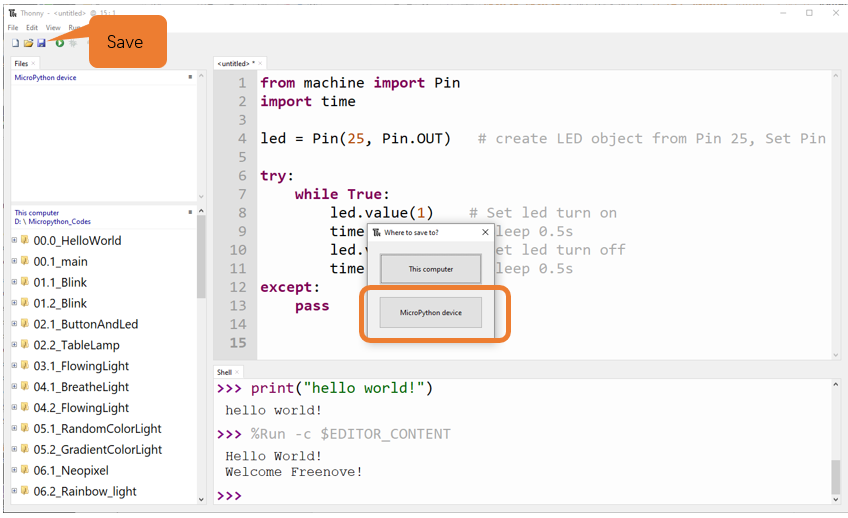 Thonny - <untitled> @ 15 : 1
File Edit View Run
Save
Files
MicroPython device
This computer
D: \ Micropython_Codes
00.0_HelloWorld
00.1_main
01.1_Blink
01.2_Blink
02.1_ButtonAndLed
02.2_TableLamp
03.1_FlowingLight
04.1_BreatheLight
04.2_FlowingLight
05.1_RandomColorLight
05.2_GradientColorLight
06.1_Neopixel
06.2_Rainbow_light
<untitled> *
1 from machine import Pin
2 import time
3
4 led = Pin(25, Pin.OUT) # create LED object from Pin 25, Set Pin
5
6 try:
7 while True:
8 led.value(1) # Set led turn on
9 time leep 0.5s
10 led. et led turn off
11 time leep 0.5s
12 except:
13 pass
14
15
Where to save to?
This computer
MicroPython device
Shell
>>> print("hello world!")
hello world!
>>> %Run -c $EDITOR_CONTENT
Hello World!
Welcome Freenove!
>>>